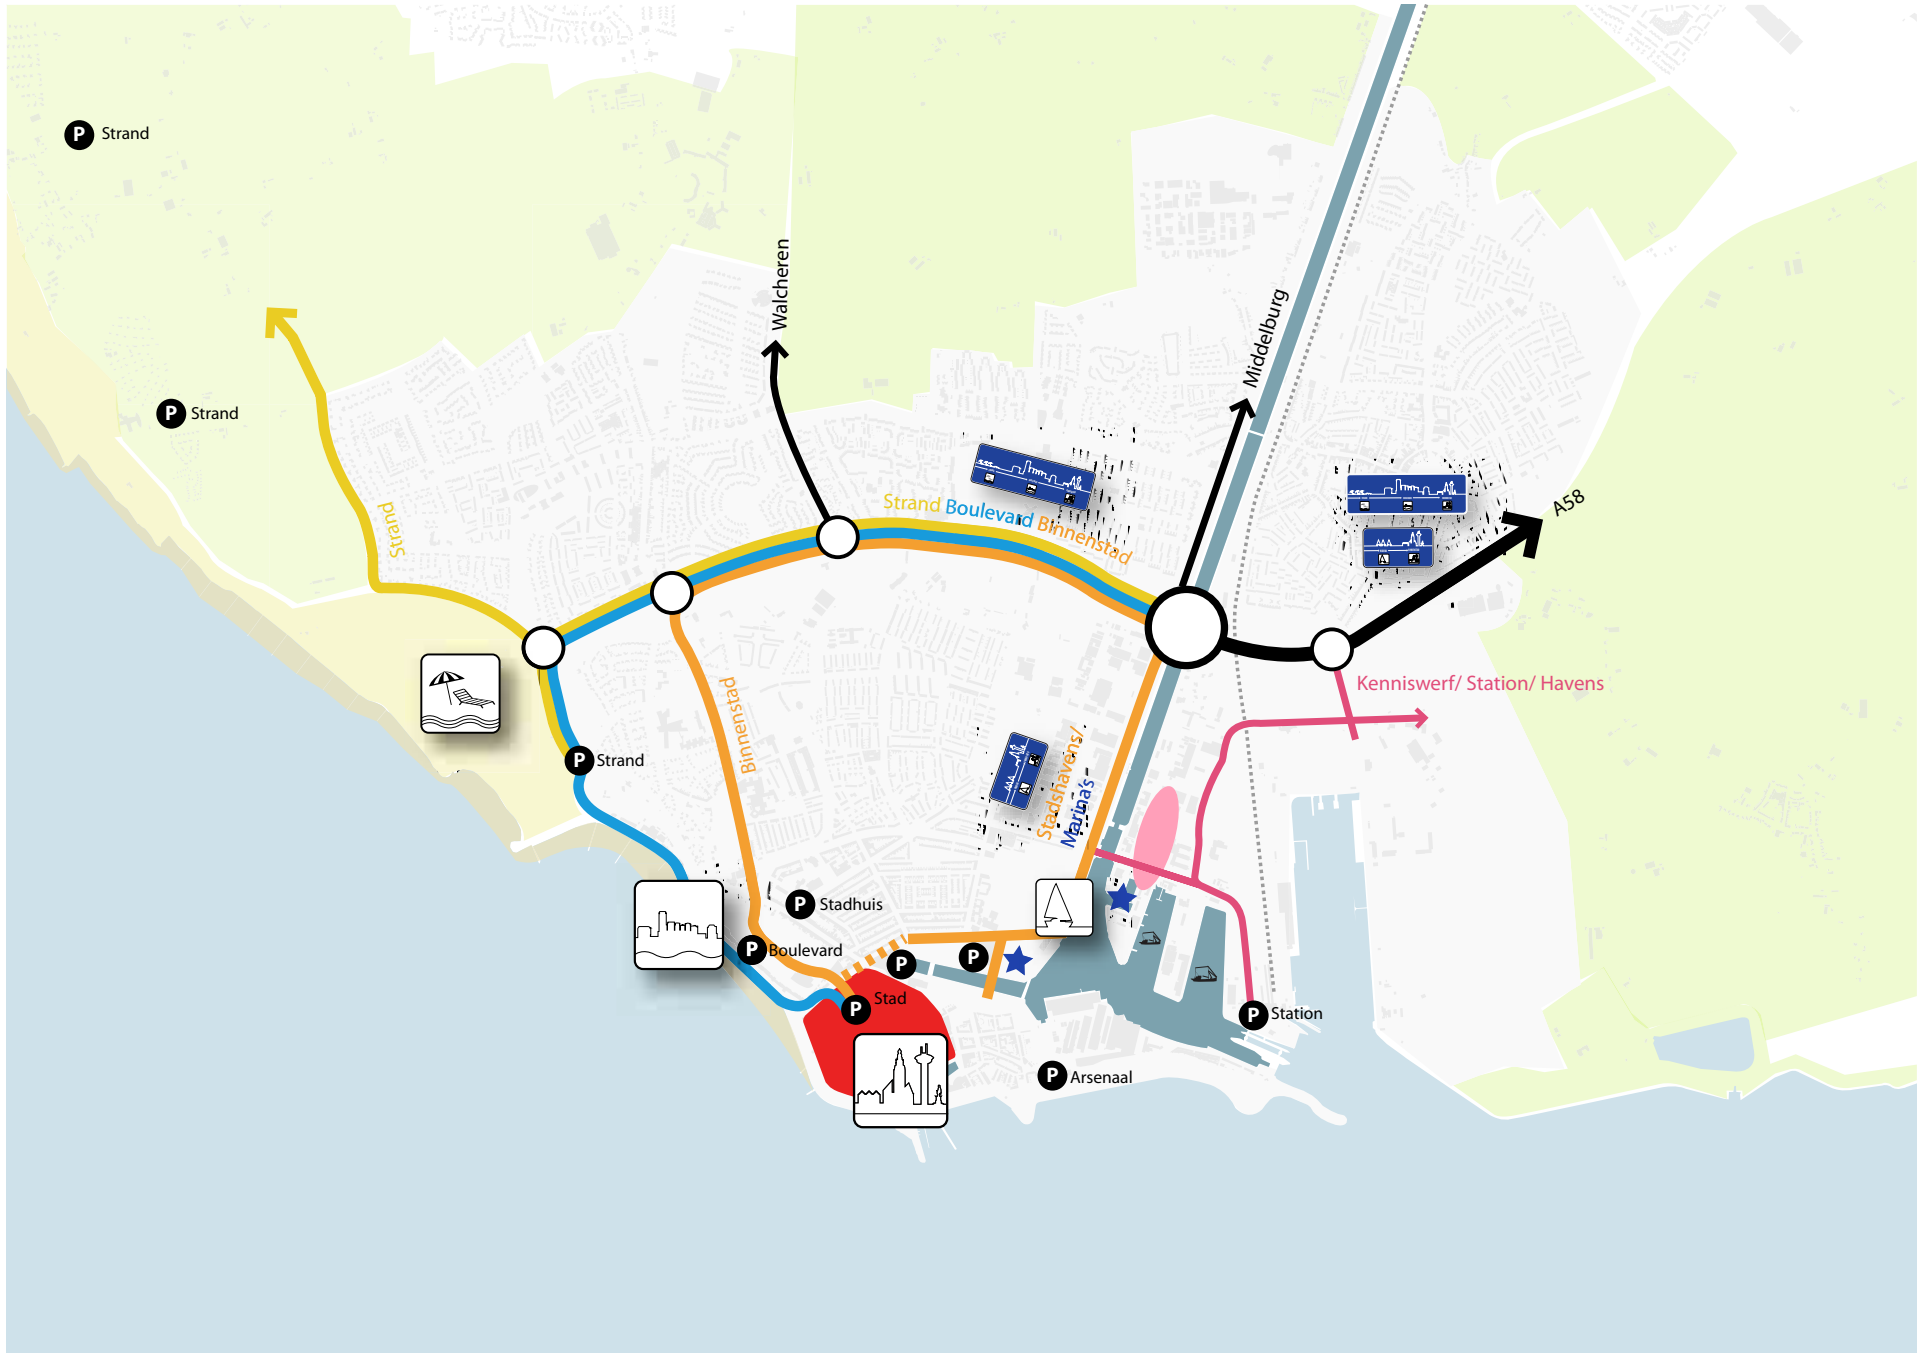 P Strand
Walcheren
Middelburg
P Strand
Strand Boulevard Binnenstad
A58
Strand
Kenniswerf/ Station/ Havens
Binnenstad
Stadshavens/
Marina's
P Strand
P Stadhuis
P Boulevard
P
P
P Stad
P Station
P Arsenaal